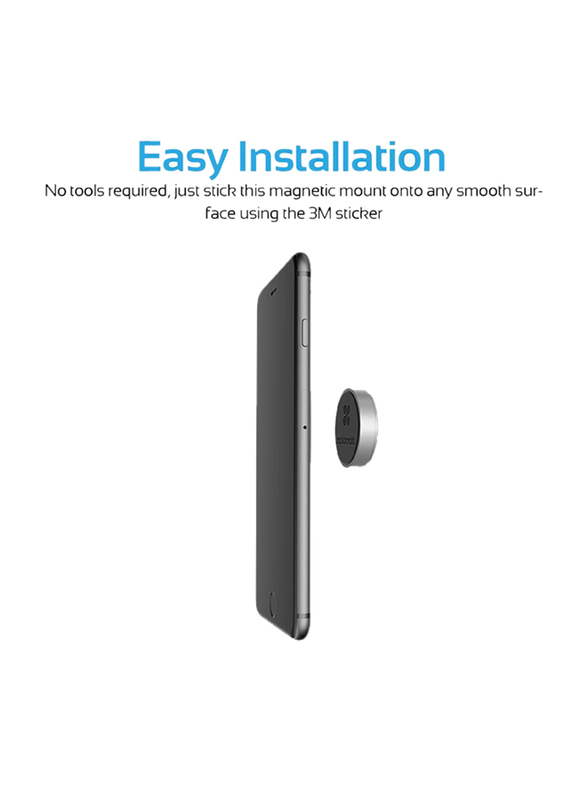 Easy Installation
No tools required, just stick this magnetic mount onto any smooth sur-
face using the 3M sticker